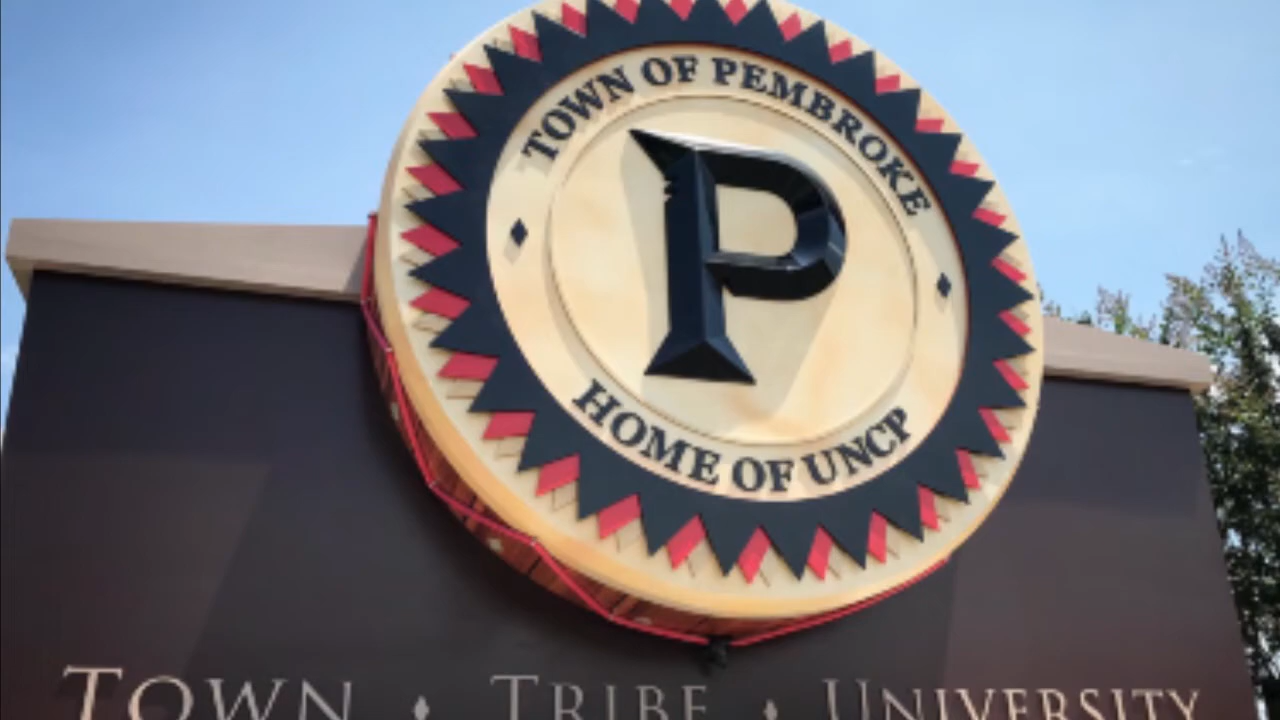 TOWN OF PEMBROKE
P
HOME OF UNCP
TOWN ♦ TRIBE ♦ UNIVERSITY